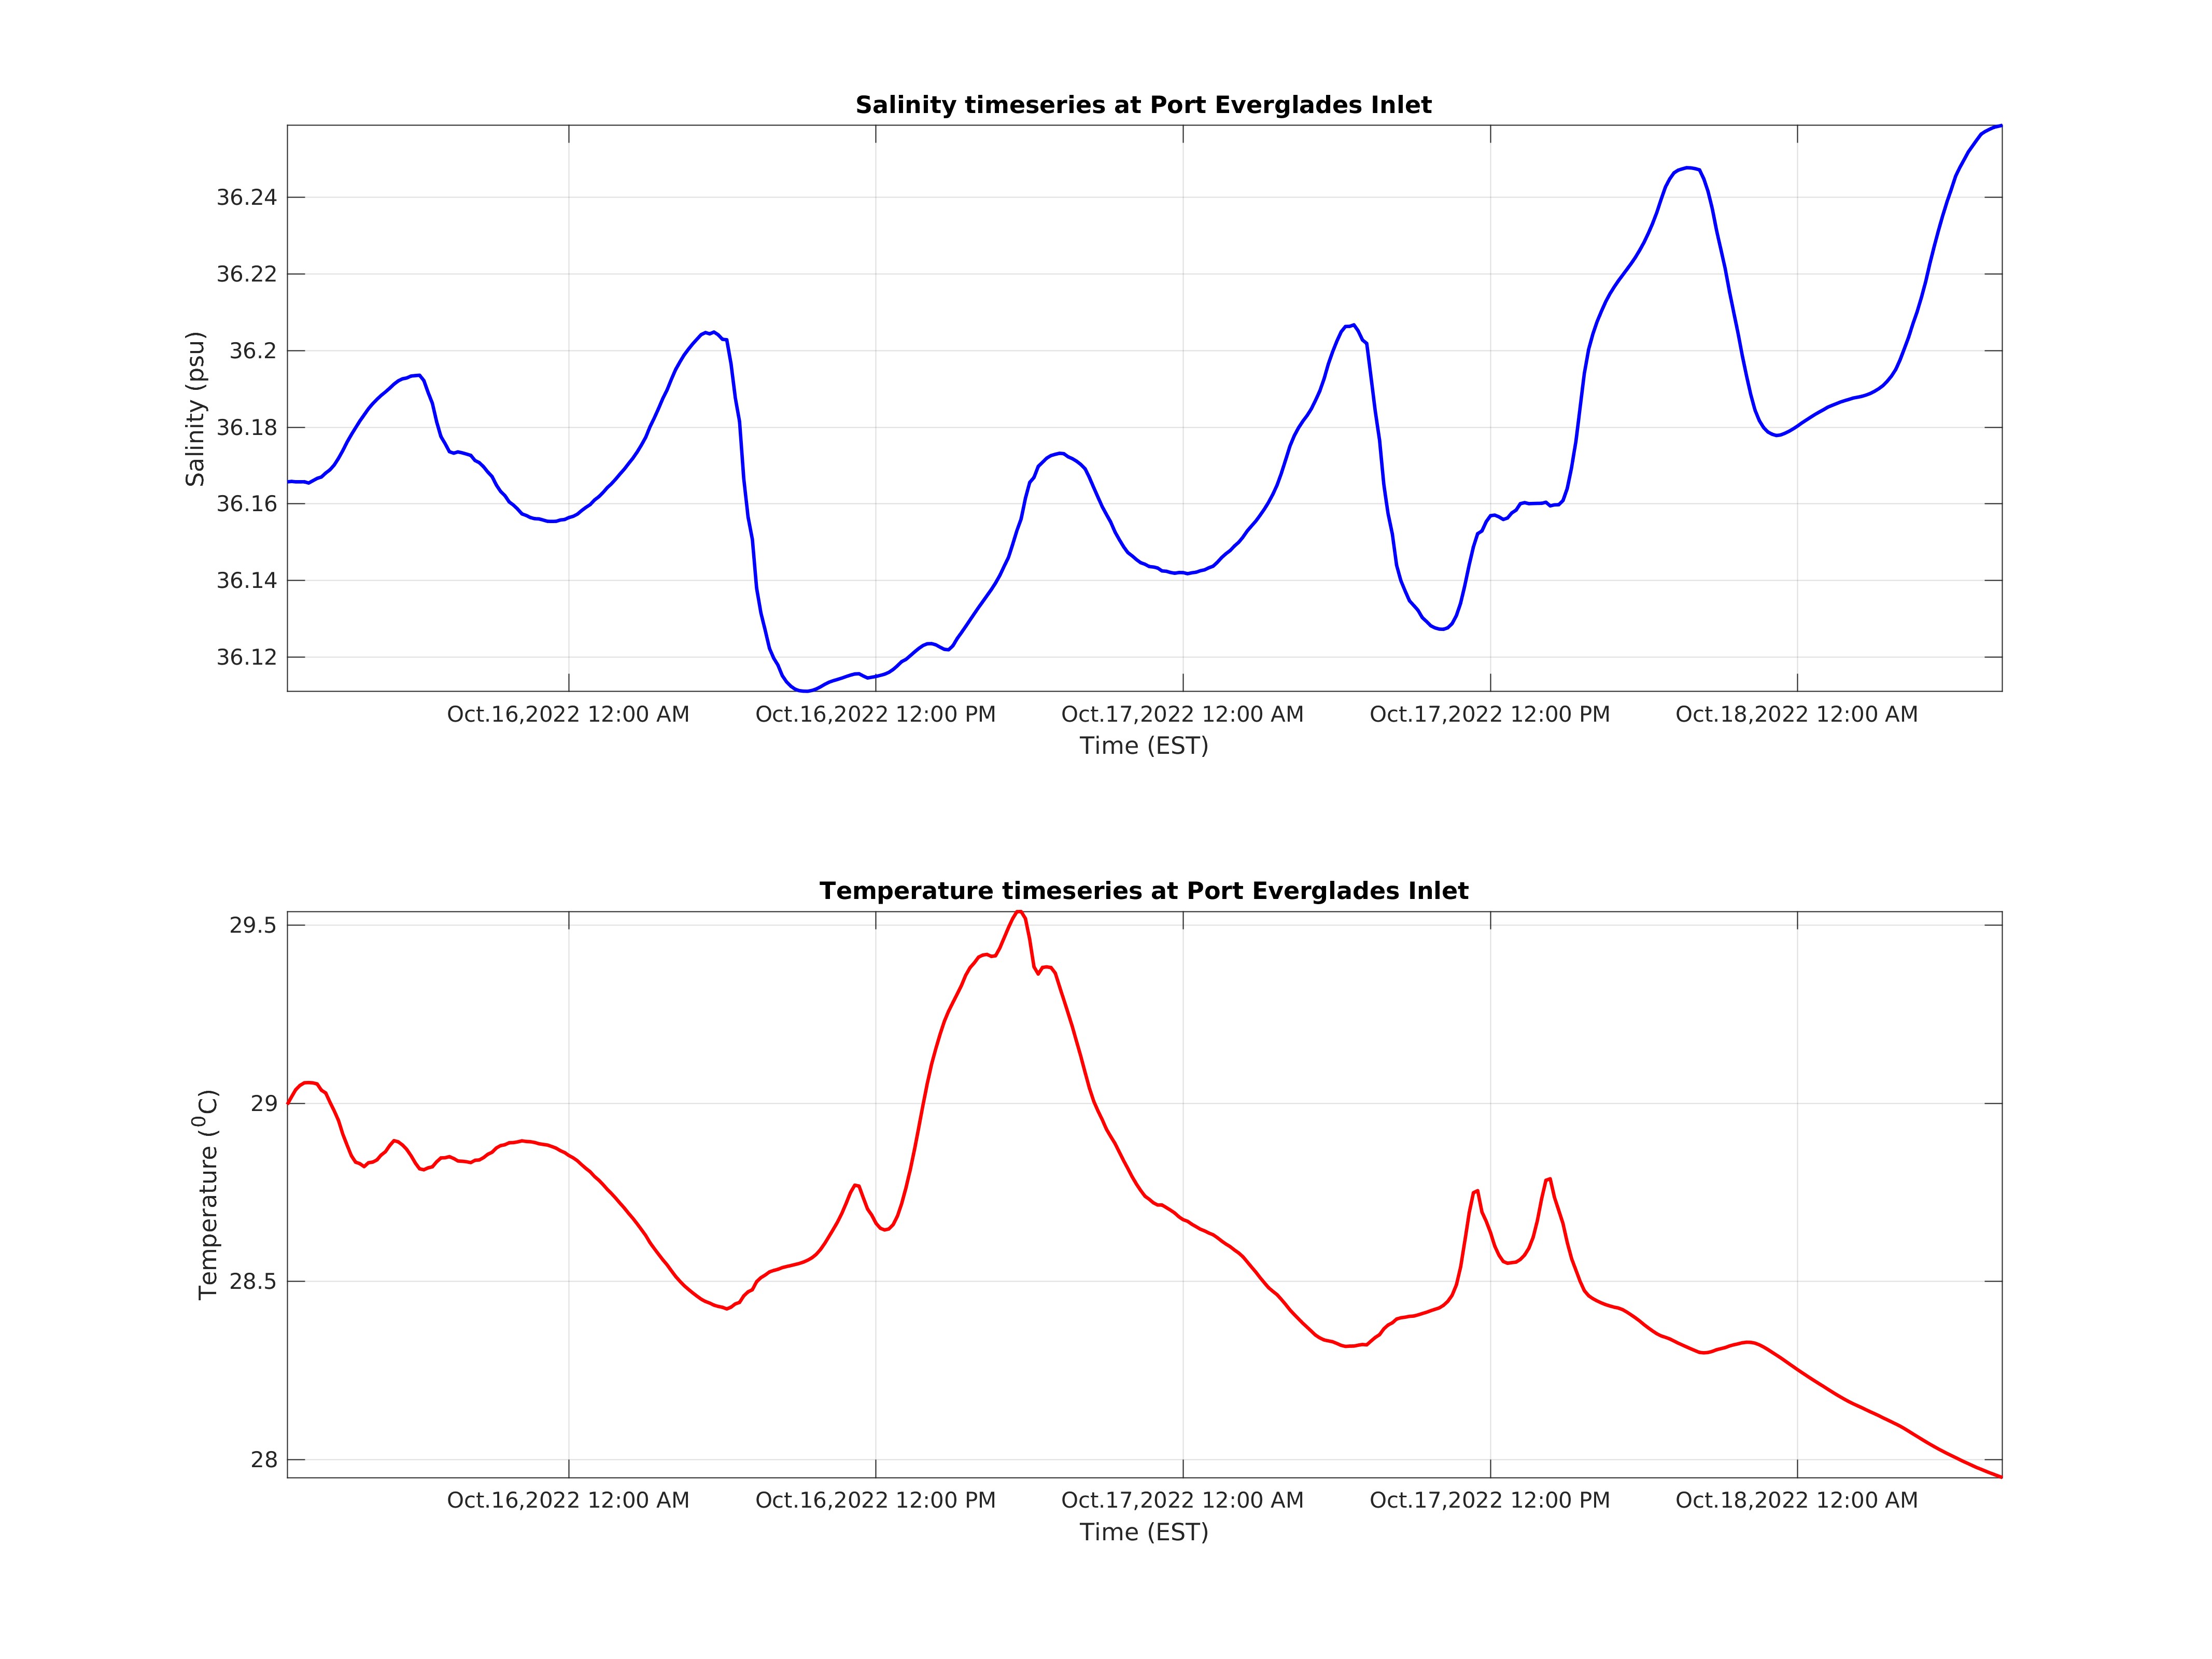 Salinity timeseries at Port Everglades Inlet
Salinity (psu)
36.24
36.22
36.2
36.18
36.16
36.14
36.12
Oct.16,2022 12:00 AM
Oct.16,2022 12:00 PM
Oct.17,2022 12:00 AM
Oct.17,2022 12:00 PM
Oct.18,2022 12:00 AM
Time (EST)
Temperature timeseries at Port Everglades Inlet
Temperature (⁰C)
29.5
29
28.5
28
Oct.16,2022 12:00 AM
Oct.16,2022 12:00 PM
Oct.17,2022 12:00 AM
Oct.17,2022 12:00 PM
Oct.18,2022 12:00 AM
Time (EST)